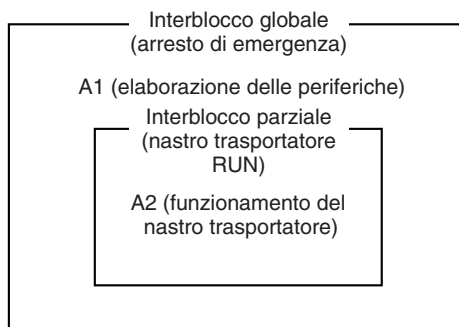 Interblocco globale
(arresto di emergenza)
A1 (elaborazione delle periferiche)
Interblocco parziale
(nastro trasportatore
RUN)
A2 (funzionamento del
nastro trasportatore)